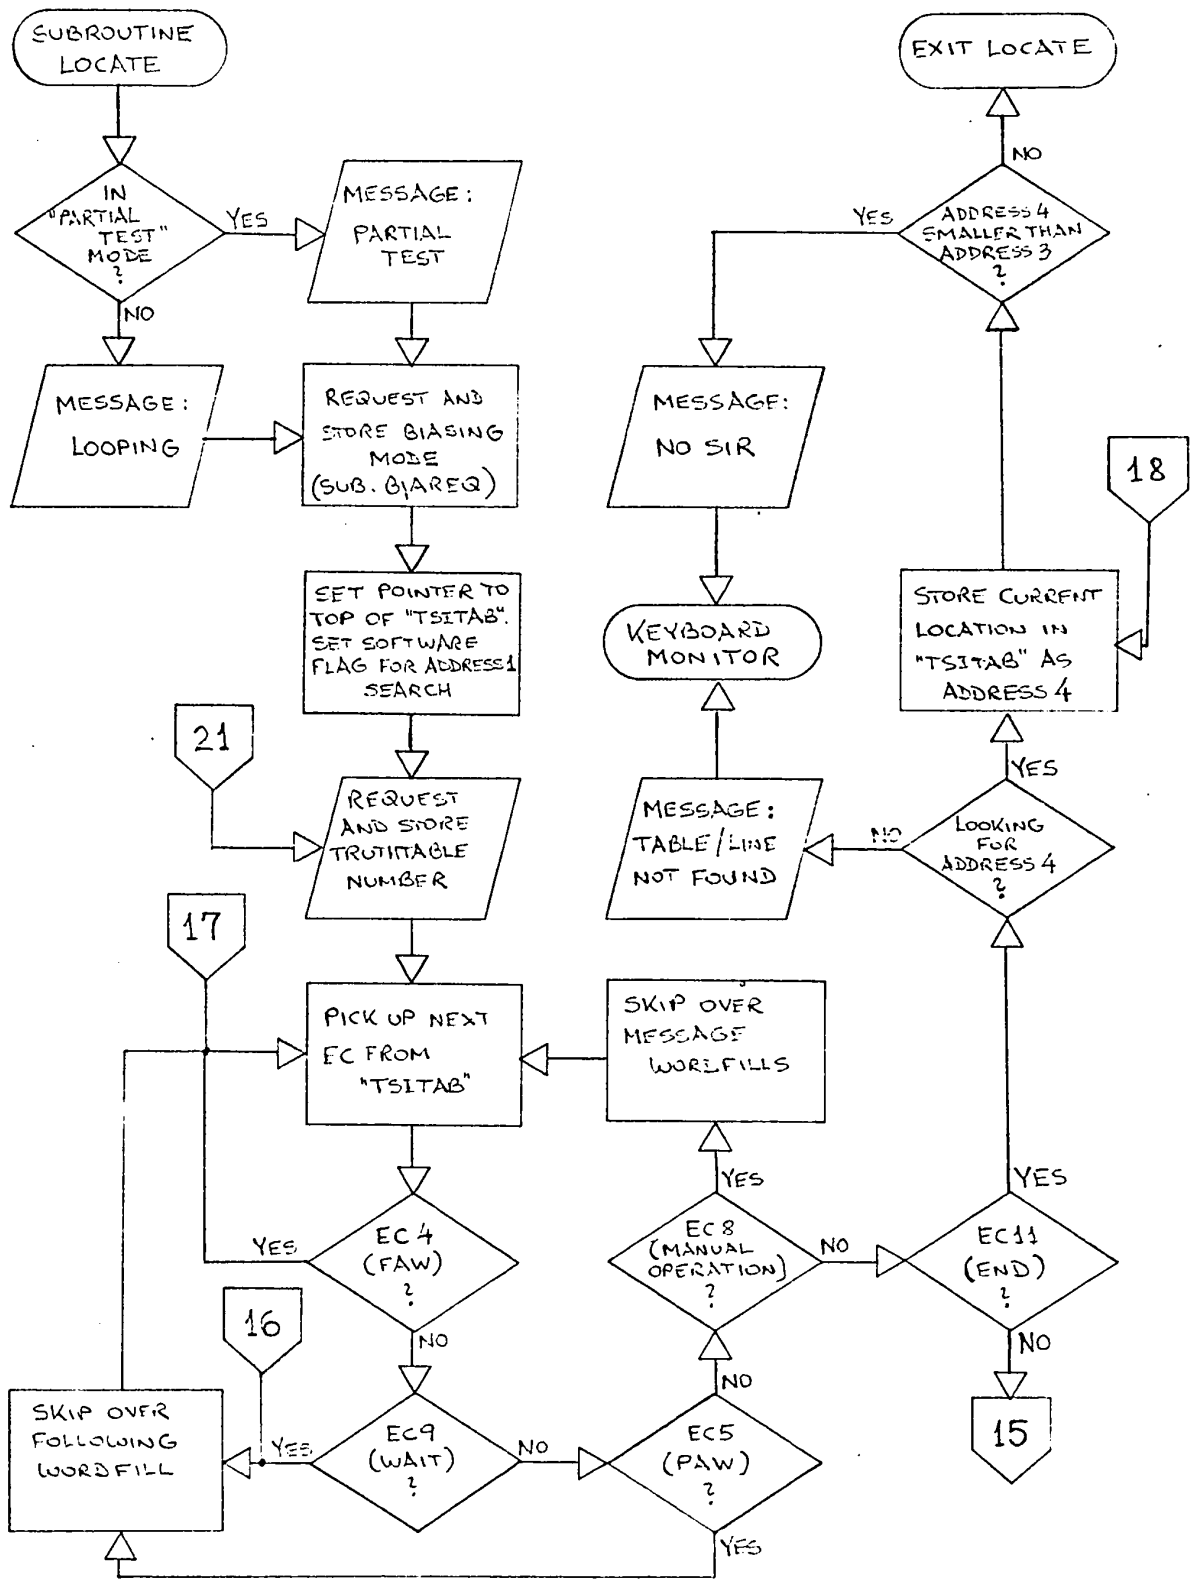 SUBROUTINE
LOCATE
EXIT LOCATE
IN
"PARTIAL
TEST"
MODE
?
YES
NO
MESSAGE:
PARTIAL
TEST
MESSAGE:
LOOPING
REQUEST AND
STORE BIASING
MODE
(SUB. BIAREQ)
SET POINTER TO
TOP OF "TSITAB".
SET SOFTWARE
FLAG FOR ADDRESS 1
SEARCH
21
REQUEST
AND STORE
TRUTHTABLE
NUMBER
17
PICK UP NEXT
EC FROM
"TSITAB"
EC 4
(FAW)
?
YES
NO
16
SKIP OVER
FOLLOWING
WORDFILL
YES
EC9
(WAIT)
?
NO
EC5
(PAW)
?
YES
NO
EC8
(MANUAL
OPERATION)
?
YES
NO
SKIP OVER
MESSAGE
WORDFILLS
EC11
(END)
?
YES
NO
15
LOOKING
FOR
ADDRESS 4
?
YES
NO
MESSAGE:
TABLE/LINE
NOT FOUND
KEYBOARD
MONITOR
STORE CURRENT
LOCATION IN
"TSITAB" AS
ADDRESS 4
18
ADDRESS 4
SMALLER THAN
ADDRESS 3
?
YES
NO
MESSAGE:
NO SIR